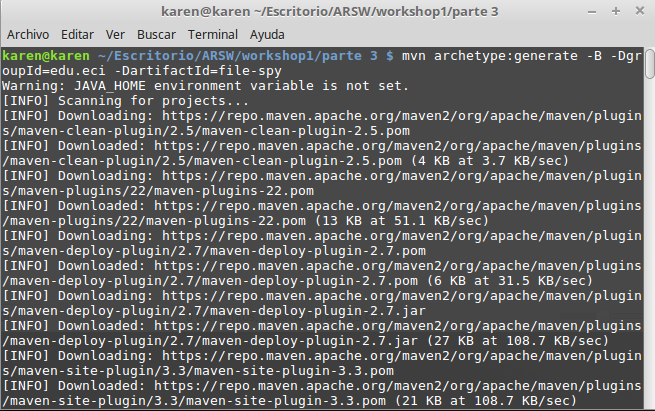 karen@karen ~/Escritorio/ARSW/workshop1/parte 3
Archivo Editar Ver Buscar Terminal Ayuda
karen@karen ~/Escritorio/ARSW/workshop1/parte 3 $ mvn archetype:generate -B -Dgr
oupId=edu.eci -DartifactId=file-spy
Warning: JAVA_HOME environment variable is not set.
[INFO] Scanning for projects...
[INFO] Downloading: https://repo.maven.apache.org/maven2/org/apache/maven/plugin
s/maven-clean-plugin/2.5/maven-clean-plugin-2.5.pom
[INFO] Downloaded: https://repo.maven.apache.org/maven2/org/apache/maven/plugins
/maven-clean-plugin/2.5/maven-clean-plugin-2.5.pom (4 KB at 3.7 KB/sec)
[INFO] Downloading: https://repo.maven.apache.org/maven2/org/apache/maven/plugin
s/maven-plugins/22/maven-plugins-22.pom
[INFO] Downloaded: https://repo.maven.apache.org/maven2/org/apache/maven/plugins
/maven-plugins/22/maven-plugins-22.pom (13 KB at 51.1 KB/sec)
[INFO] Downloading: https://repo.maven.apache.org/maven2/org/apache/maven/plugin
s/maven-deploy-plugin/2.7/maven-deploy-plugin-2.7.pom
[INFO] Downloaded: https://repo.maven.apache.org/maven2/org/apache/maven/plugins
/maven-deploy-plugin/2.7/maven-deploy-plugin-2.7.pom (6 KB at 31.5 KB/sec)
[INFO] Downloading: https://repo.maven.apache.org/maven2/org/apache/maven/plugin
s/maven-deploy-plugin/2.7/maven-deploy-plugin-2.7.jar
[INFO] Downloaded: https://repo.maven.apache.org/maven2/org/apache/maven/plugins
/maven-deploy-plugin/2.7/maven-deploy-plugin-2.7.jar (27 KB at 108.7 KB/sec)
[INFO] Downloading: https://repo.maven.apache.org/maven2/org/apache/maven/plugin
s/maven-site-plugin/3.3/maven-site-plugin-3.3.pom
[INFO] Downloaded: https://repo.maven.apache.org/maven2/org/apache/maven/plugins
/maven-site-plugin/3.3/maven-site-plugin-3.3.pom (21 KB at 108.7 KB/sec)